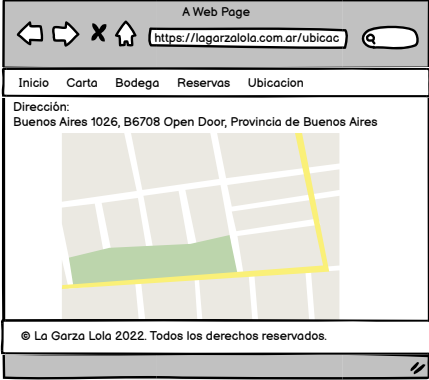 A Web Page
https://lagarzalola.com.ar/ubicac
Inicio Carta Bodega Reservas Ubicacion
Dirección:
Buenos Aires 1026, B6708 Open Door, Provincia de Buenos Aires
© La Garza Lola 2022. Todos los derechos reservados.